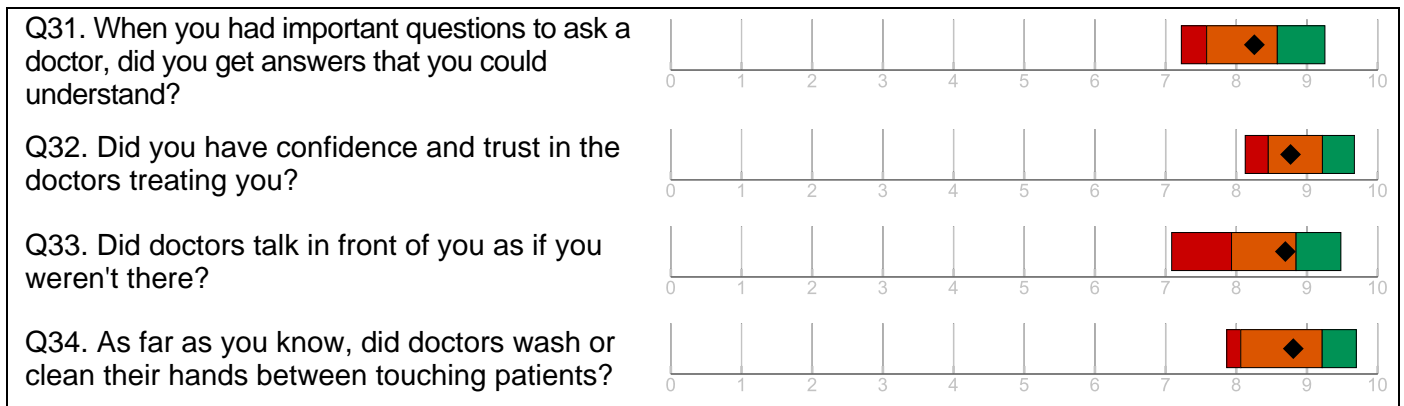 Q31. When you had important questions to ask a
doctor, did you get answers that you could
understand?
0 1 2 3 4 5 6 7 8 9 10
Q32. Did you have confidence and trust in the
doctors treating you?
0 1 2 3 4 5 6 7 8 9 10
Q33. Did doctors talk in front of you as if you
weren't there?
0 1 2 3 4 5 6 7 8 9 10
Q34. As far as you know, did doctors wash or
clean their hands between touching patients?
0 1 2 3 4 5 6 7 8 9 10